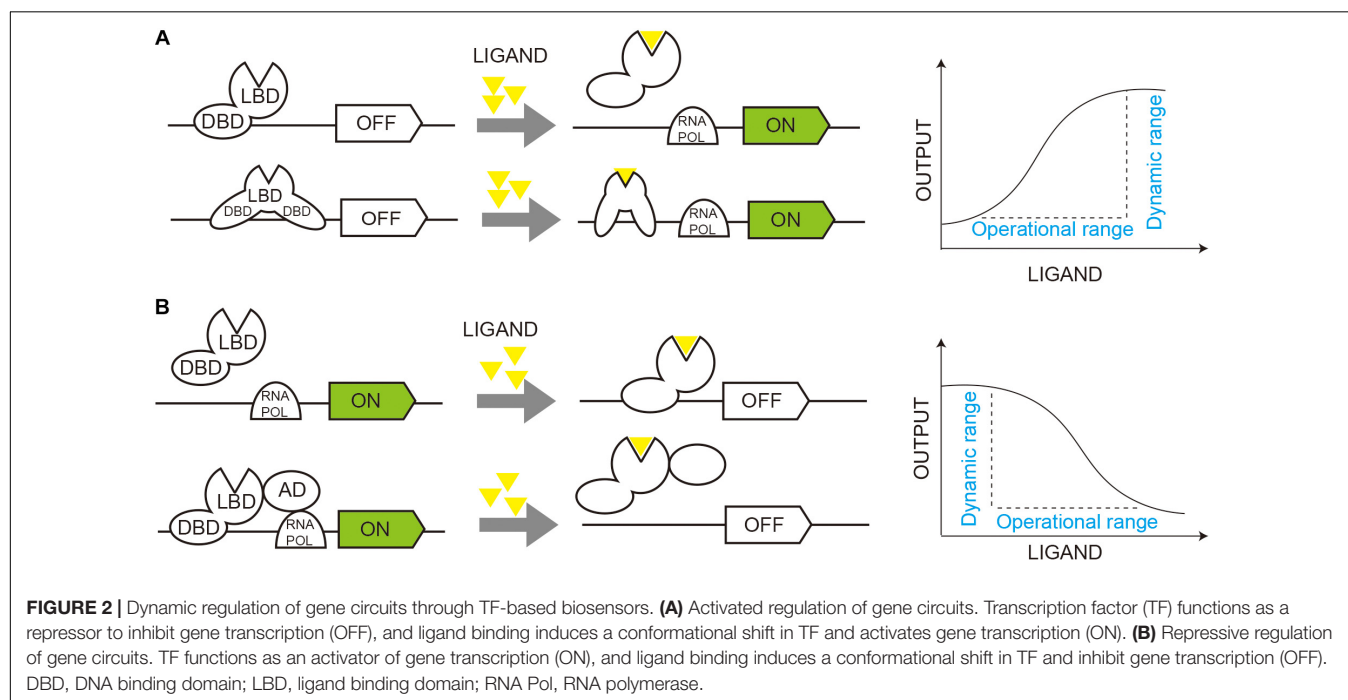 A
LIGAND
LBD
DBD
OFF
RNA
POL
ON
LBD
DBD
DBD
OFF
RNA
POL
ON
OUTPUT
Operational range
Dynamic range
LIGAND
B
LIGAND
LBD
DBD
RNA
POL
ON
OFF
LBD
AD
DBD
RNA
POL
ON
OFF
OUTPUT
Dynamic range
Operational range
LIGAND
FIGURE 2 | Dynamic regulation of gene circuits through TF-based biosensors. (A) Activated regulation of gene circuits. Transcription factor (TF) functions as a
repressor to inhibit gene transcription (OFF), and ligand binding induces a conformational shift in TF and activates gene transcription (ON). (B) Repressive regulation
of gene circuits. TF functions as an activator of gene transcription (ON), and ligand binding induces a conformational shift in TF and inhibit gene transcription (OFF).
DBD, DNA binding domain; LBD, ligand binding domain; RNA Pol, RNA polymerase.